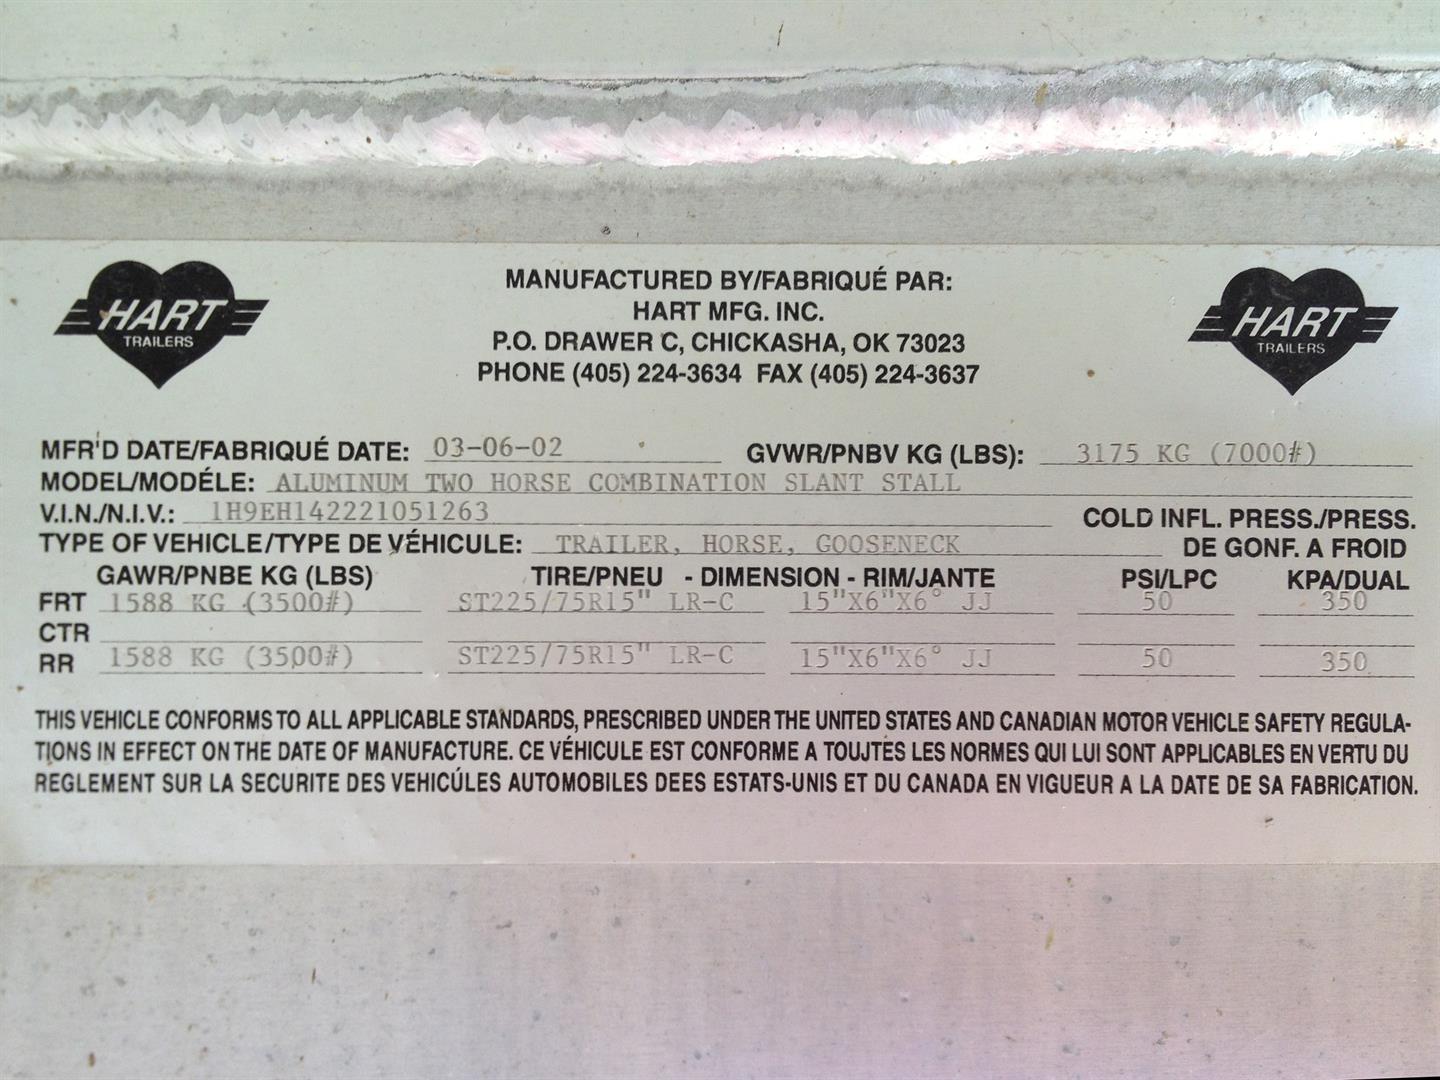 HART
TRAILERS
MANUFACTURED BY/FABRIQUÉ PAR:
HART MFG. INC.
P.O. DRAWER C, CHICKASHA, OK 73023
PHONE (405) 224-3634 FAX (405) 224-3637
HART
TRAILERS
MFR'D DATE/FABRIQUÉ DATE: 03-06-02 GVWR/PNBV KG (LBS): 3175 KG (7000#)
MODEL/MODÉLE: ALUMINUM TWO HORSE COMBINATION SLANT STALL
V.I.N./N.I.V.: 1H9EH142221051263
COLD INFL. PRESS./PRESS.
TYPE OF VEHICLE/TYPE DE VÉHICULE: TRAILER, HORSE, GOOSENECK DE GONF. A FROID
GAWR/PNBE KG (LBS) TIRE/PNEU - DIMENSION - RIM/JANTE PSI/LPC KPA/DUAL
FRT 1588 KG (3500#) ST225/75R15" LR-C 15"X6"X6° JJ 50 350
CTR
RR 1588 KG (3500#) ST225/75R15" LR-C 15"X6"X6° JJ 50 350
THIS VEHICLE CONFORMS TO ALL APPLICABLE STANDARDS, PRESCRIBED UNDER THE UNITED STATES AND CANADIAN MOTOR VEHICLE SAFETY REGULA-
TIONS IN EFFECT ON THE DATE OF MANUFACTURE. CE VÉHICULE EST CONFORME A TOUJTES LES NORMES QUI LUI SONT APPLICABLES EN VERTU DU
REGLEMENT SUR LA SECURITE DES VEHICÚLES AUTOMOBILES DEES ESTATS-UNIS ET DU CANADA EN VIGUEUR A LA DATE DE SA FABRICATION.